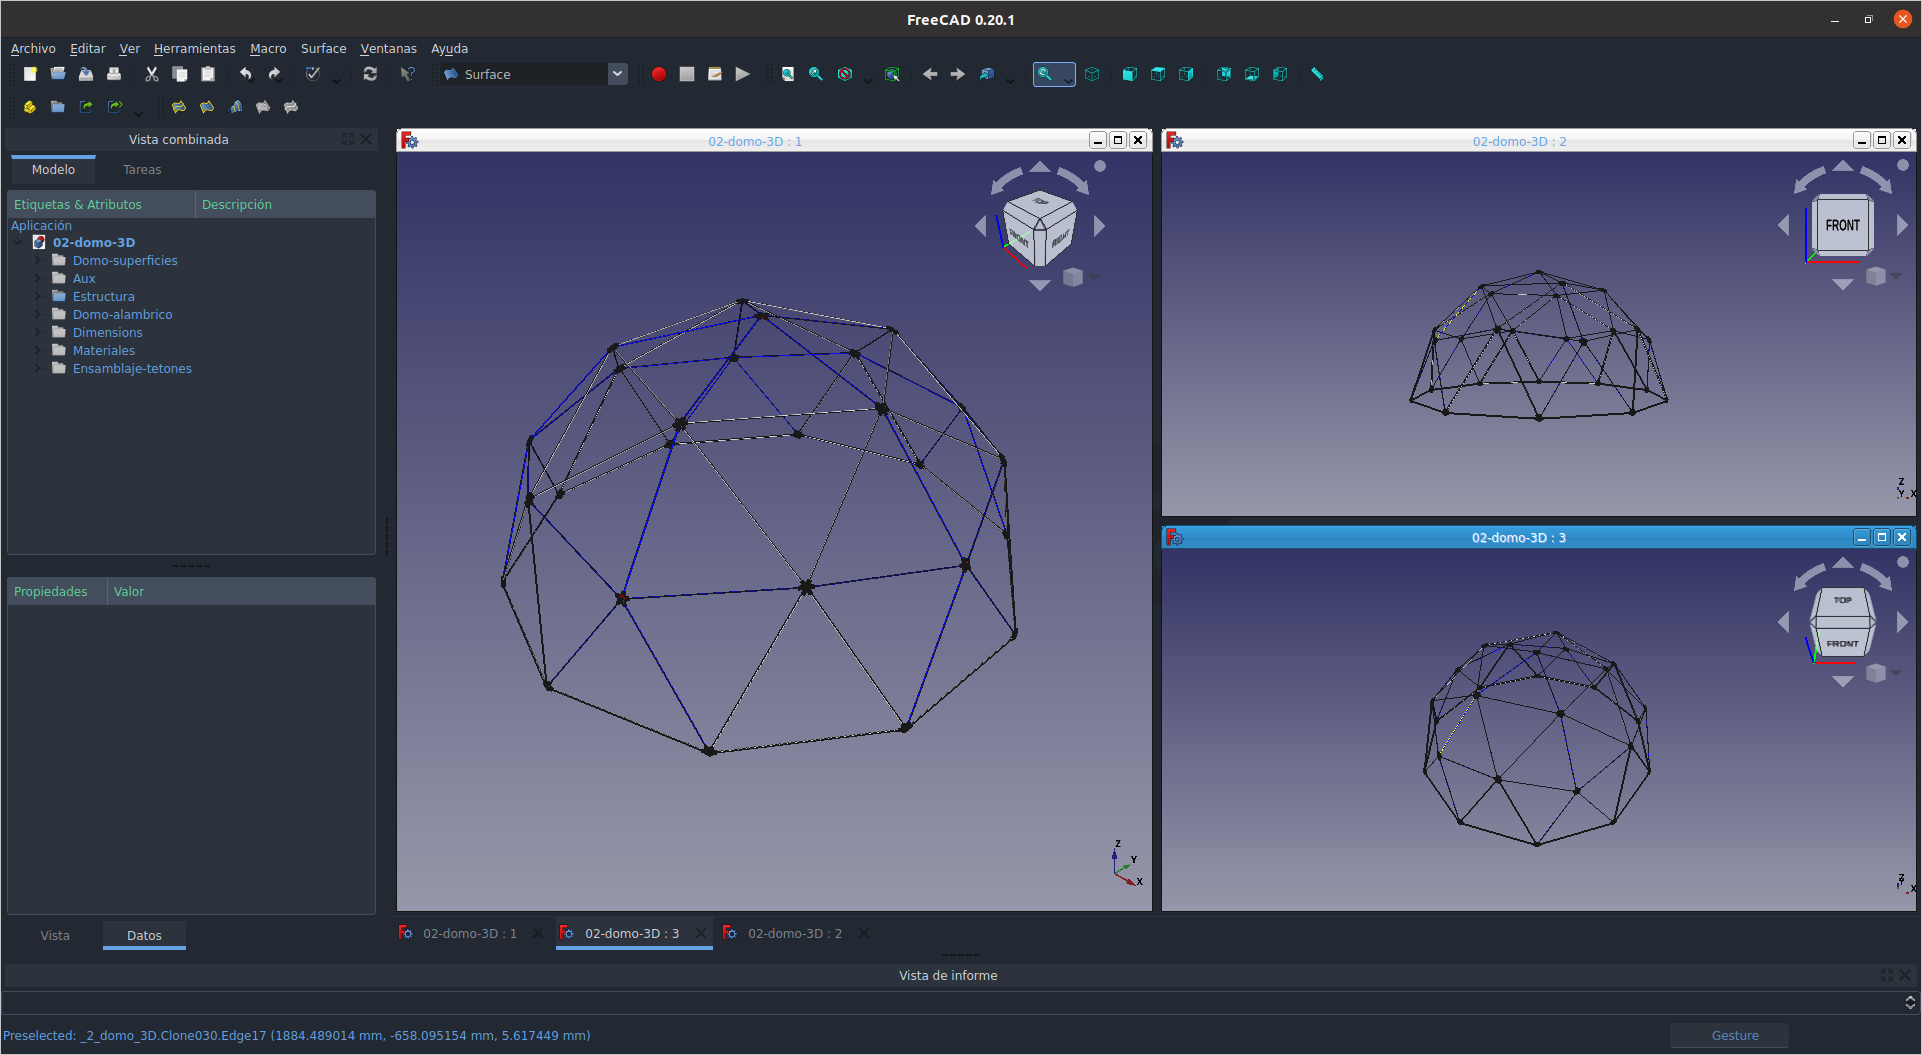 FreeCAD 0.20.1
Archivo Editar Ver Herramientas Macro Surface Ventanas Ayuda
Surface
Vista combinada
Modelo Tareas
Etiquetas & Atributos Descripción
Aplicación
02-domo-3D
Domo-superficies
Aux
Estructura
Domo-alambrico
Dimensions
Materiales
Ensamblaje-tetones
Propiedades Valor
Vista Datos
02-domo-3D : 1
FRONT RIGHT
Z
Y
X
02-domo-3D : 2
FRONT
Z
Y X
02-domo-3D : 3
TOP
FRONT
Z
X
02-domo-3D : 1 02-domo-3D : 3 02-domo-3D : 2
Vista de informe
Preselected: _2_domo_3D.Clone030.Edge17 (1884.489014 mm, -658.095154 mm, 5.617449 mm)
Gesture